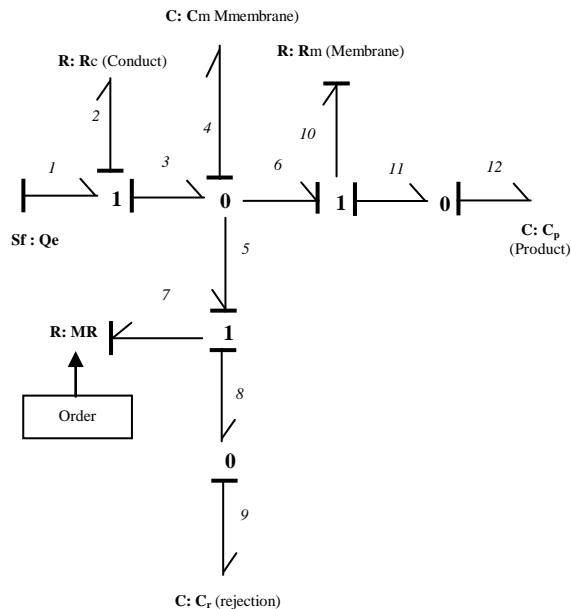 C: Cm Mmembrane)
R: Rc (Conduct)
R: Rm (Membrane)
2
4
10
1
3
6
11
12
1
0
1
0
Sf : Qe
C: Cp
(Product)
5
7
R: MR
1
Order
8
0
9
C: Cr (rejection)